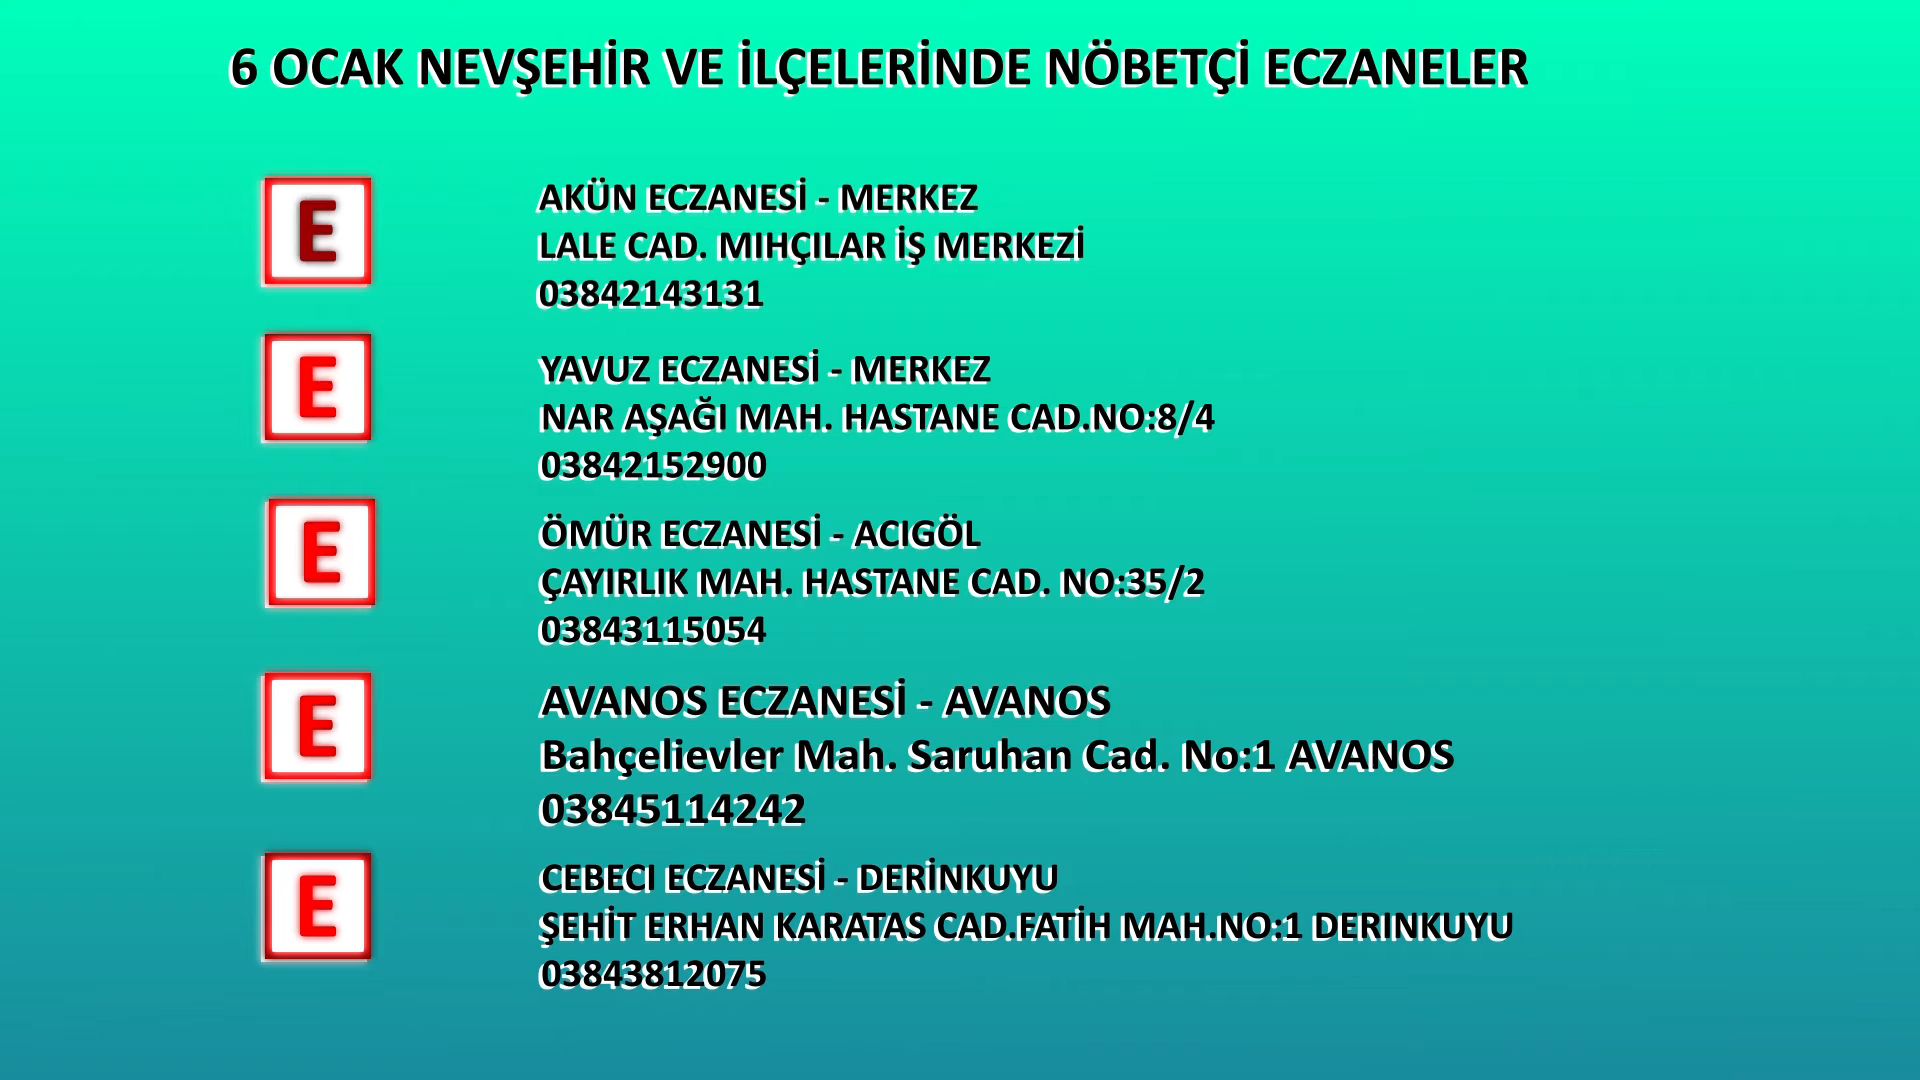 6 OCAK NEVŞEHİR VE İLÇELERİNDE NÖBETÇİ ECZANELER
E
AKÜN ECZANESİ - MERKEZ
LALE CAD. MIHÇILAR İŞ MERKEZİ
03842143131
E
YAVUZ ECZANESİ - MERKEZ
NAR AŞAĞI MAH. HASTANE CAD.NO:8/4
03842152900
E
ÖMÜR ECZANESİ - ACIGÖL
ÇAYIRLIK MAH. HASTANE CAD. NO:35/2
03843115054
E
AVANOS ECZANESİ - AVANOS
Bahçelievler Mah. Saruhan Cad. No:1 AVANOS
03845114242
E
CEBECI ECZANESİ - DERİNKUYU
ŞEHİT ERHAN KARATAS CAD.FATİH MAH.NO:1 DERINKUYU
03843812075